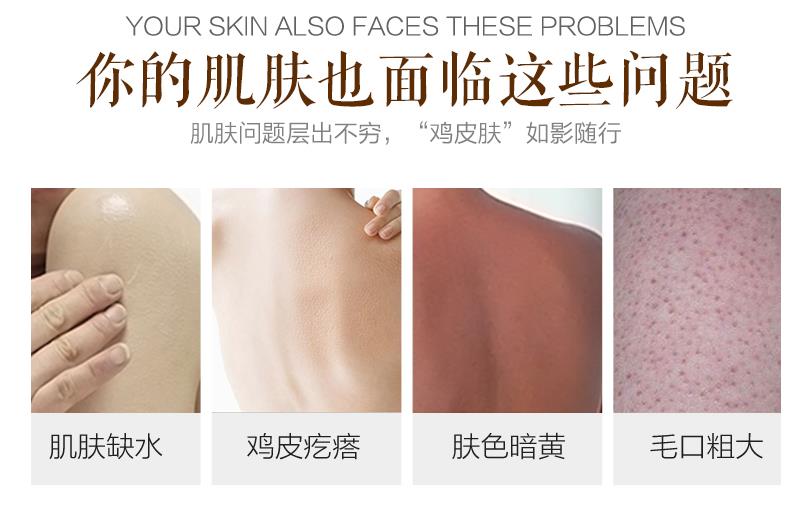 YOUR SKIN ALSO FACES THESE PROBLEMS
你的肌肤也面临这些问题
肌肤问题层出不穷，“鸡皮肤”如影随行
肌肤缺水
鸡皮疙瘩
肤色暗黄
毛口粗大